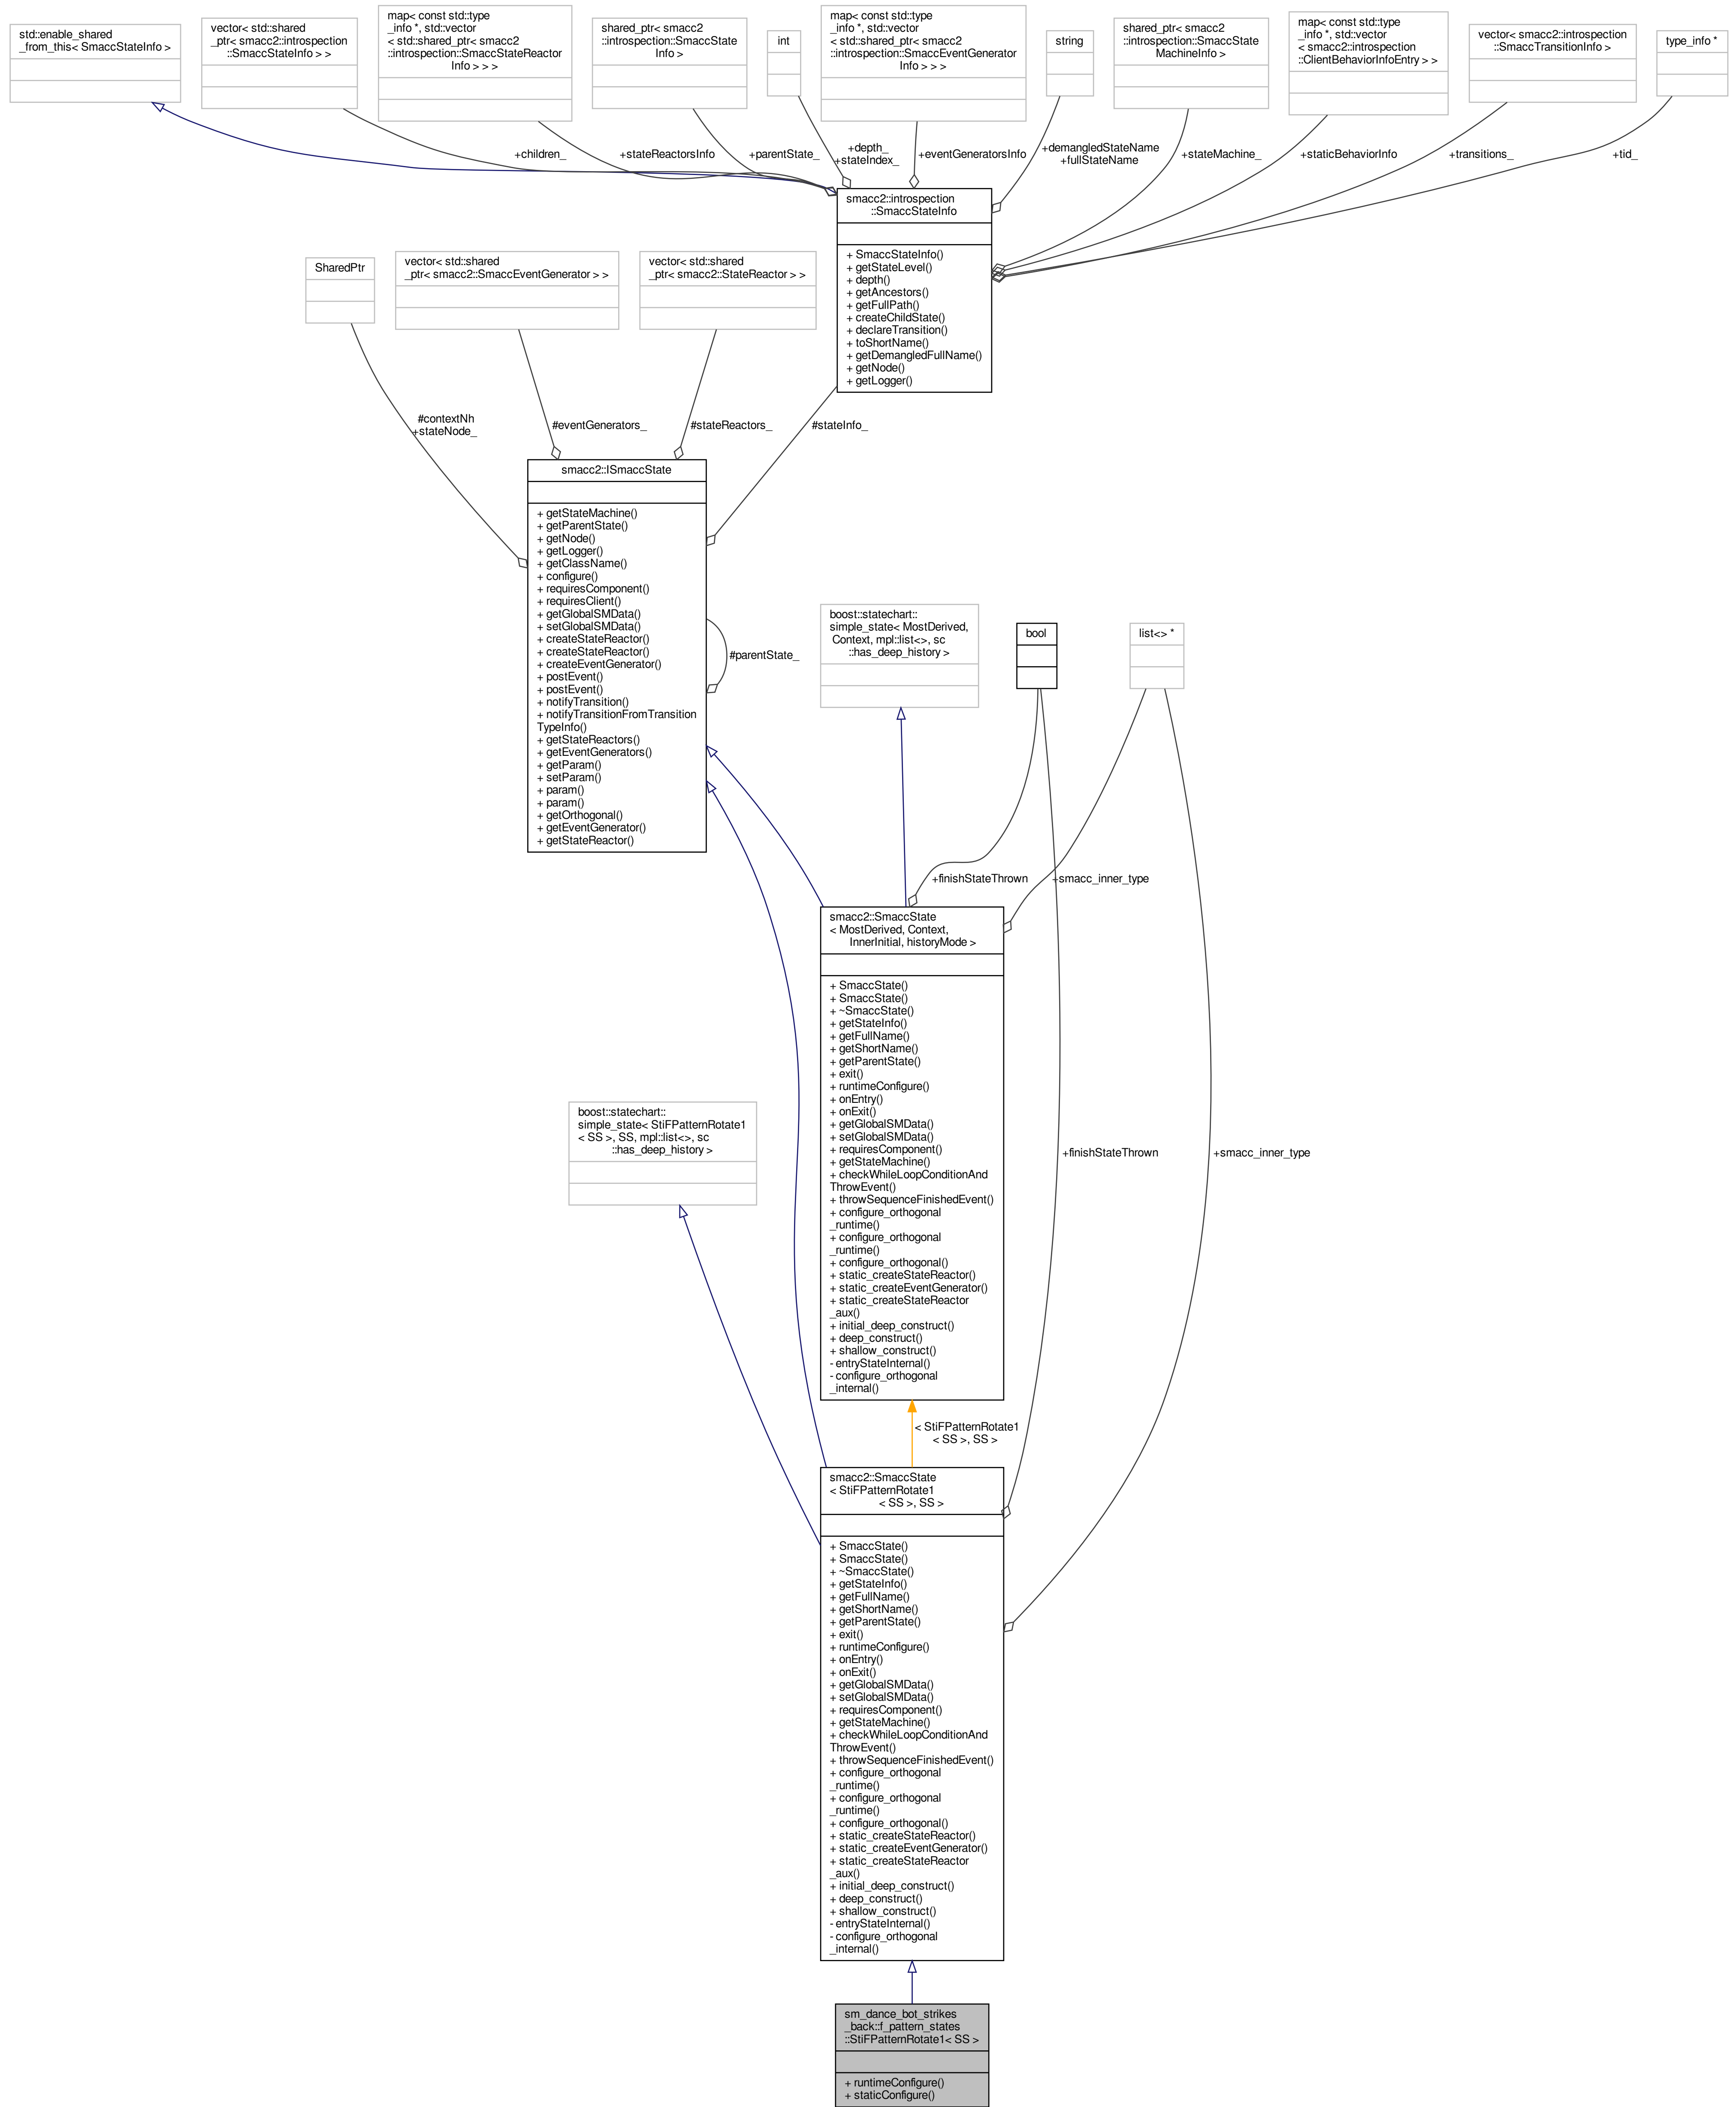 std::enable_shared
_from_this< SmaccStateInfo >
vector< std::shared
_ptr< smacc2::introspection
::SmaccStateInfo > >
map< const std::type
_info *, std::vector
< std::shared_ptr< smacc2
::introspection::SmaccStateReactor
Info > > >
shared_ptr< smacc2
::introspection::SmaccState
Info >
int
map< const std::type
_info *, std::vector
< std::shared_ptr< smacc2
::introspection::SmaccEventGenerator
Info > > >
string
shared_ptr< smacc2
::introspection::SmaccState
MachineInfo >
map< const std::type
_info *, std::vector
< smacc2::introspection
::ClientBehaviorInfoEntry > >
vector< smacc2::introspection
::SmaccTransitionInfo >
type_info *
+children_
+stateReactorsInfo
+parentState_
+depth_
+stateIndex_
+eventGeneratorsInfo
+demangledStateName
+fullStateName
+stateMachine_
+staticBehaviorInfo
+transitions_
+tid_
smacc2::introspection
::SmaccStateInfo
+ SmaccStateInfo()
+ getStateLevel()
+ depth()
+ getAncestors()
+ getFullPath()
+ createChildState()
+ declareTransition()
+ toShortName()
+ getDemangledFullName()
+ getNode()
+ getLogger()
SharedPtr
vector< std::shared
_ptr< smacc2::SmaccEventGenerator > >
vector< std::shared
_ptr< smacc2::StateReactor > >
#contextNh
+stateNode_
#eventGenerators_
#stateReactors_
#stateInfo_
smacc2::ISmaccState
+ getStateMachine()
+ getParentState()
+ getNode()
+ getLogger()
+ getClassName()
+ configure()
+ requiresComponent()
+ requiresClient()
+ getGlobalSMData()
+ setGlobalSMData()
+ createStateReactor()
+ createStateReactor()
+ createEventGenerator()
+ postEvent()
+ postEvent()
+ notifyTransition()
+ notifyTransitionFromTransition
TypeInfo()
+ getStateReactors()
+ getEventGenerators()
+ getParam()
+ setParam()
+ param()
+ param()
+ getOrthogonal()
+ getEventGenerator()
+ getStateReactor()
#parentState_
boost::statechart::
simple_state< MostDerived,
Context, mpl::list<>, sc
::has_deep_history >
bool
list<> *
+finishStateThrown
+smacc_inner_type
smacc2::SmaccState
< MostDerived, Context,
InnerInitial, historyMode >
+ SmaccState()
+ SmaccState()
+ ~SmaccState()
+ getStateInfo()
+ getFullName()
+ getShortName()
+ getParentState()
+ exit()
+ runtimeConfigure()
+ onEntry()
+ onExit()
+ getGlobalSMData()
+ setGlobalSMData()
+ requiresComponent()
+ getStateMachine()
+ checkWhileLoopConditionAnd
ThrowEvent()
+ throwSequenceFinishedEvent()
+ configure_orthogonal
_runtime()
+ configure_orthogonal
_runtime()
+ configure_orthogonal()
+ static_createStateReactor()
+ static_createEventGenerator()
+ static_createStateReactor
_aux()
+ initial_deep_construct()
+ deep_construct()
+ shallow_construct()
- entryStateInternal()
- configure_orthogonal
_internal()
boost::statechart::
simple_state< StiFPatternRotate1
< SS >, SS, mpl::list<>, sc
::has_deep_history >
+finishStateThrown
+smacc_inner_type
< StiFPatternRotate1
< SS >, SS >
smacc2::SmaccState
< StiFPatternRotate1
< SS >, SS >
+ SmaccState()
+ SmaccState()
+ ~SmaccState()
+ getStateInfo()
+ getFullName()
+ getShortName()
+ getParentState()
+ exit()
+ runtimeConfigure()
+ onEntry()
+ onExit()
+ getGlobalSMData()
+ setGlobalSMData()
+ requiresComponent()
+ getStateMachine()
+ checkWhileLoopConditionAnd
ThrowEvent()
+ throwSequenceFinishedEvent()
+ configure_orthogonal
_runtime()
+ configure_orthogonal
_runtime()
+ configure_orthogonal()
+ static_createStateReactor()
+ static_createEventGenerator()
+ static_createStateReactor
_aux()
+ initial_deep_construct()
+ deep_construct()
+ shallow_construct()
- entryStateInternal()
- configure_orthogonal
_internal()
sm_dance_bot_strikes
_back::f_pattern_states
::StiFPatternRotate1< SS >
+ runtimeConfigure()
+ staticConfigure()